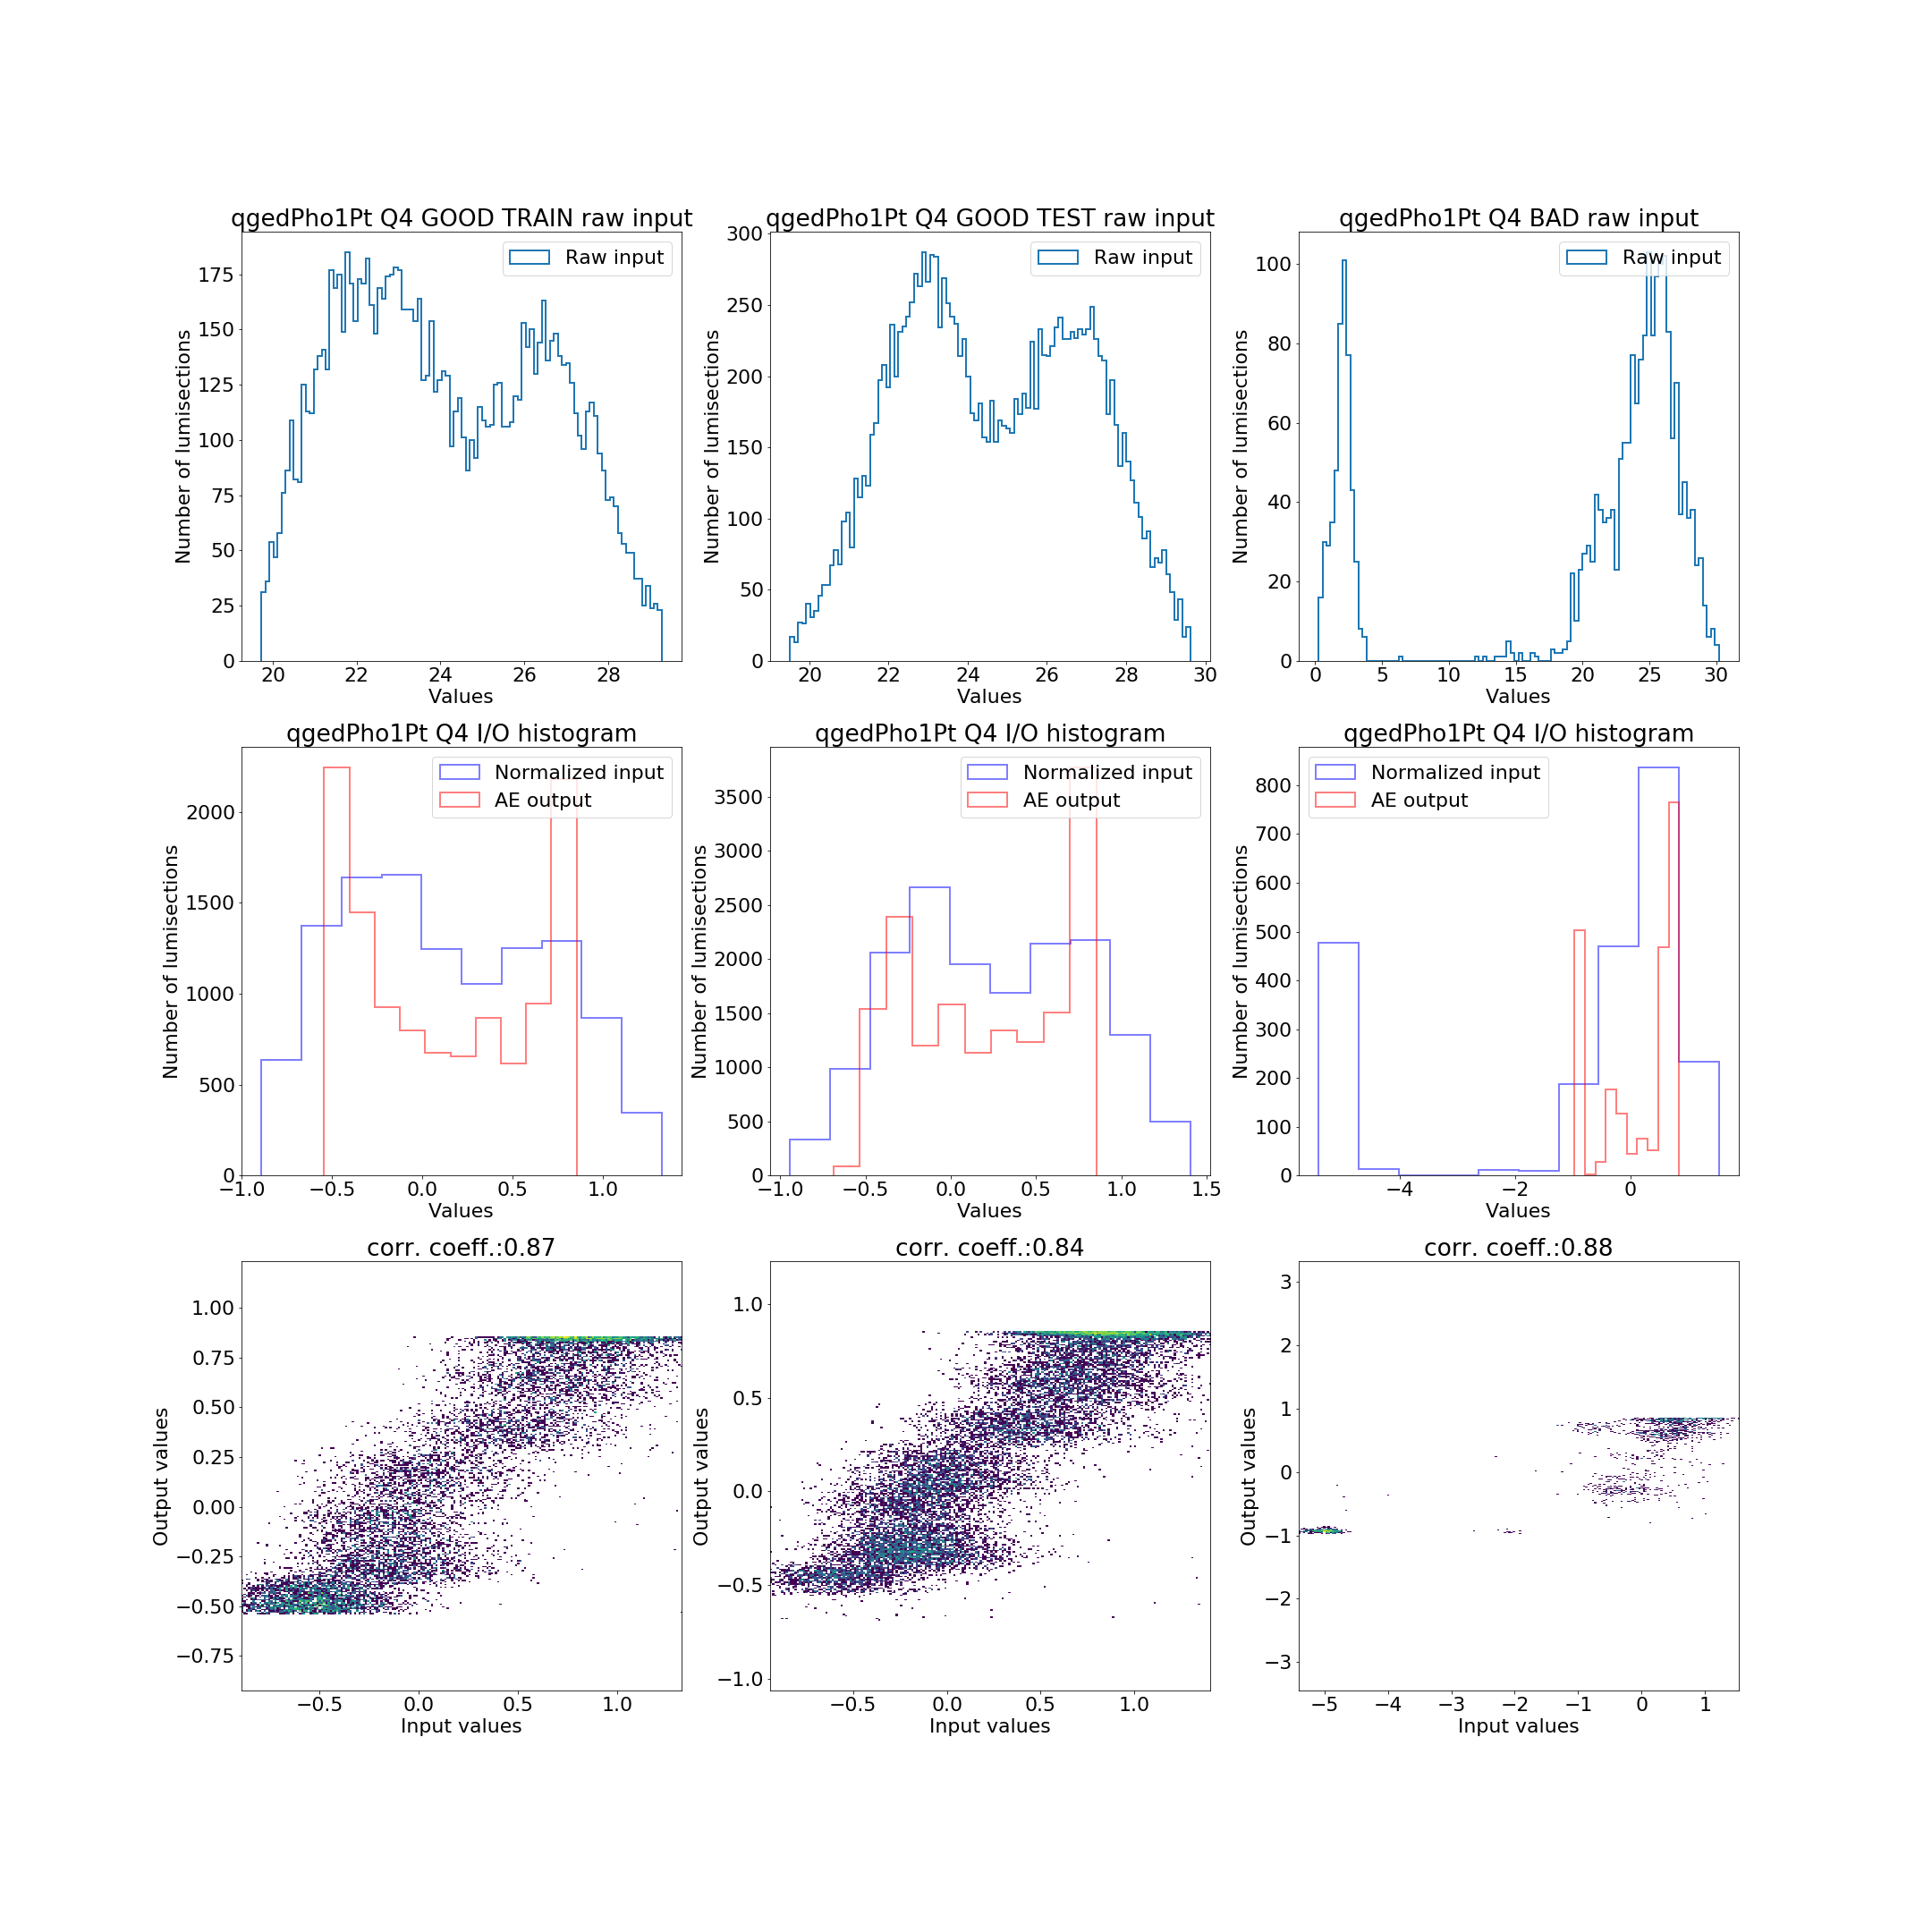 qgedPho1Pt Q4 GOOD TRAIN raw input
Raw input
175
150
125
100
75
50
25
0
Number of lumisections
20 22 24 26 28
Values
qgedPho1Pt Q4 GOOD TEST raw input
Raw input
300
250
200
150
100
50
0
Number of lumisections
20 22 24 26 28 30
Values
qgedPho1Pt Q4 BAD raw input
Raw input
100
80
60
40
20
0
Number of lumisections
0 5 10 15 20 25 30
Values
qgedPho1Pt Q4 I/O histogram
Normalized input
AE output
2000
1500
1000
500
0
Number of lumisections
−1.0 −0.5 0.0 0.5 1.0
Values
qgedPho1Pt Q4 I/O histogram
Normalized input
AE output
3500
3000
2500
2000
1500
1000
500
0
Number of lumisections
−1.0 −0.5 0.0 0.5 1.0 1.5
Values
qgedPho1Pt Q4 I/O histogram
Normalized input
AE output
800
700
600
500
400
300
200
100
0
Number of lumisections
−4 −2 0
Values
corr. coeff.:0.87
1.00
0.75
0.50
0.25
0.00
−0.25
−0.50
−0.75
Output values
−0.5 0.0 0.5 1.0
Input values
corr. coeff.:0.84
1.0
0.5
0.0
−0.5
−1.0
Output values
−0.5 0.0 0.5 1.0
Input values
corr. coeff.:0.88
3
2
1
0
−1
−2
−3
Output values
−5 −4 −3 −2 −1 0 1
Input values